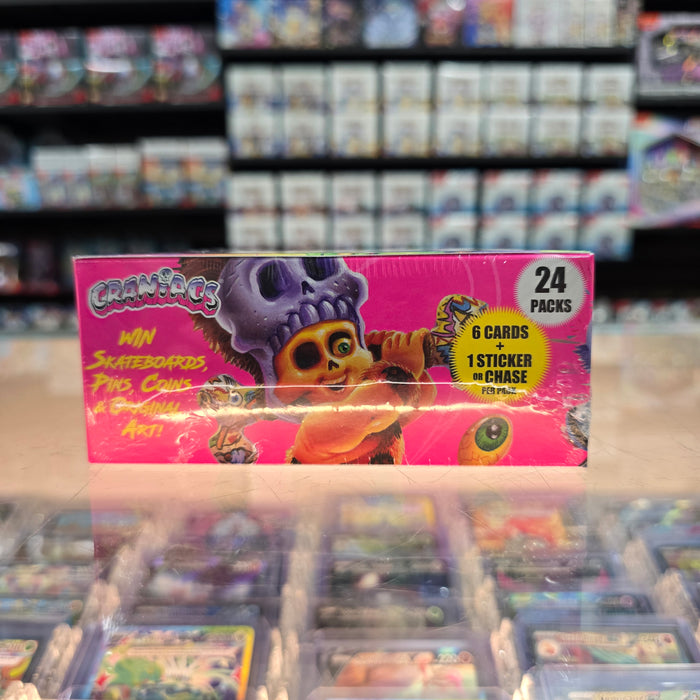 CRANIACS
WIN
SKATEBOARDS,
PINS, COINS
& ORIGINAL
ART!
24
PACKS
6 CARDS
+
1 STICKER
OR CHASE
PER PACK